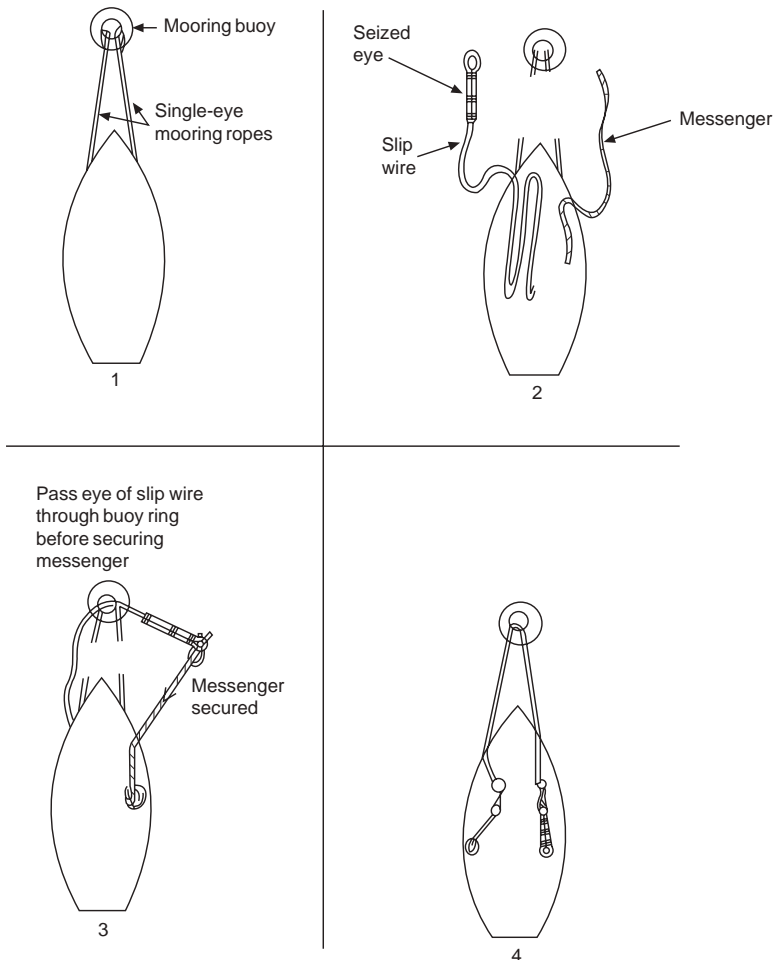 Mooring buoy
Single-eye
mooring ropes
1
Seized
eye
Slip
wire
Messenger
2
Pass eye of slip wire
through buoy ring
before securing
messenger
Messenger
secured
3
4